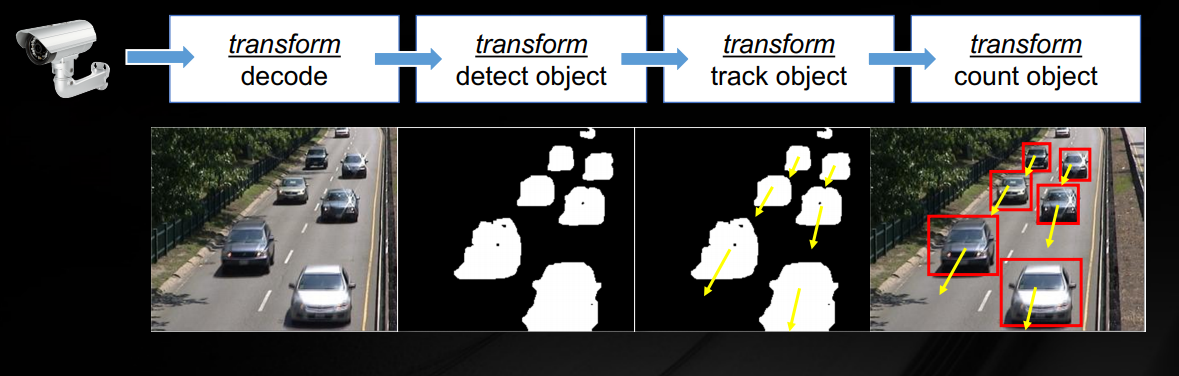 transform
decode
transform
detect object
transform
track object
transform
count object